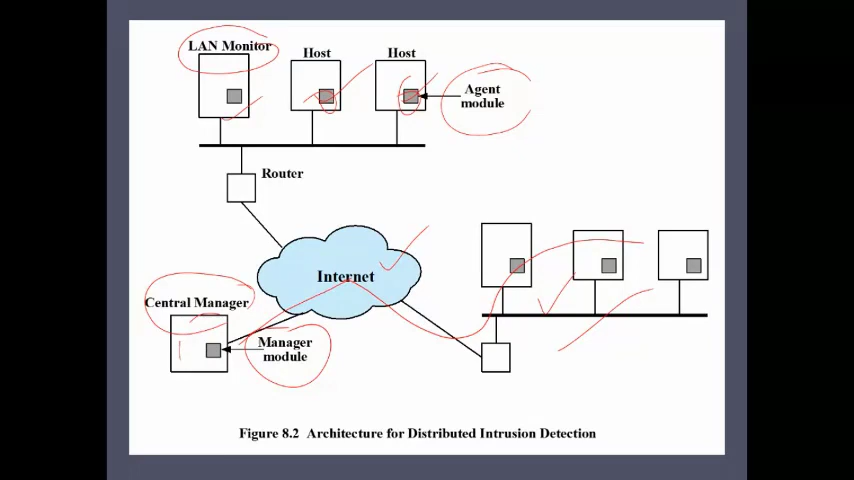 LAN Monitor
Host
Host
Agent
module
Router
Internet
Central Manager
Manager
module
Figure 8.2 Architecture for Distributed Intrusion Detection